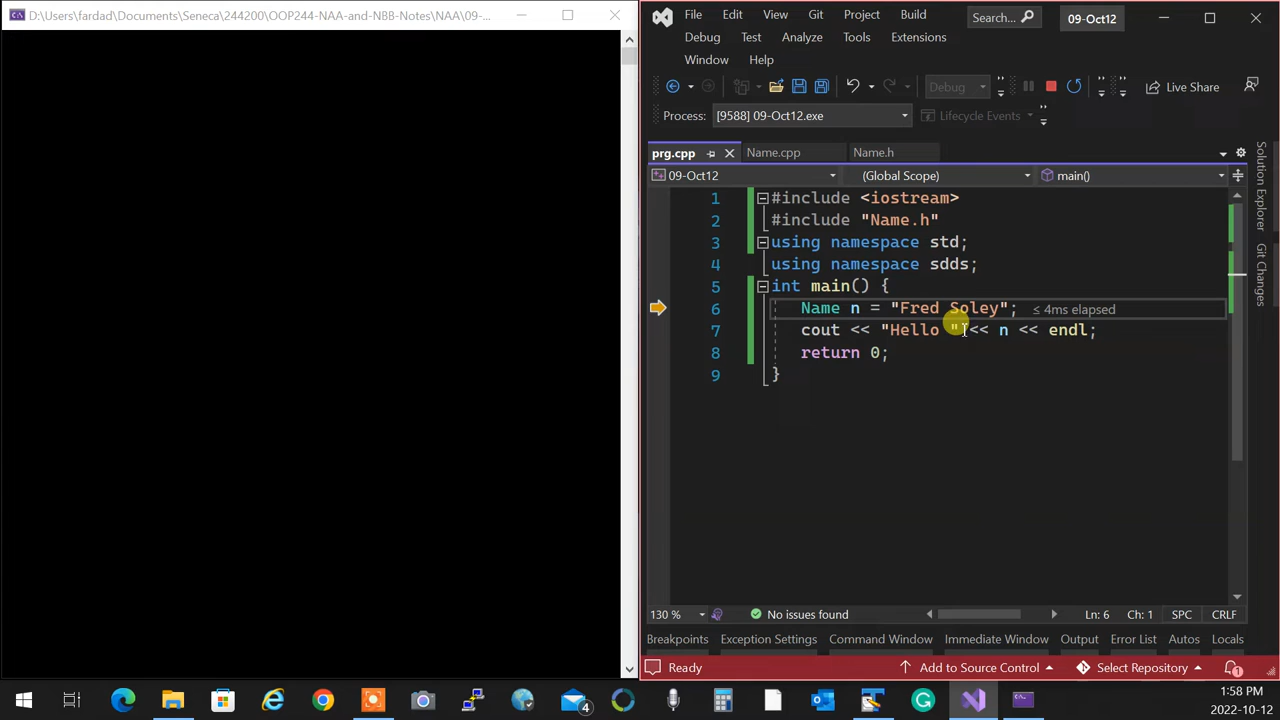 D:\Users\fardad\Documents\Seneca\244200\OOP244-NAA-and-NBB-Notes\NAA\09-...
File Edit View Git Project Build
Search...
09-Oct12
Debug Test Analyze Tools Extensions
Window Help
Debug
Live Share
Process: [9588] 09-Oct12.exe
Lifecycle Events
prg.cpp Name.cpp Name.h
09-Oct12 (Global Scope) main()
1 #include <iostream>
2 #include "Name.h"
3 using namespace std;
4 using namespace sdds;
5 int main() {
6 Name n = "Fred Soley"; ≤ 4ms elapsed
7 cout << "Hello " << n << endl;
8 return 0;
9 }
Solution Explorer
Git Changes
130 % No issues found Ln: 6 Ch: 1 SPC CRLF
Breakpoints Exception Settings Command Window Immediate Window Output Error List Autos Locals
Ready Add to Source Control Select Repository 1
4
1:58 PM
2022-10-12